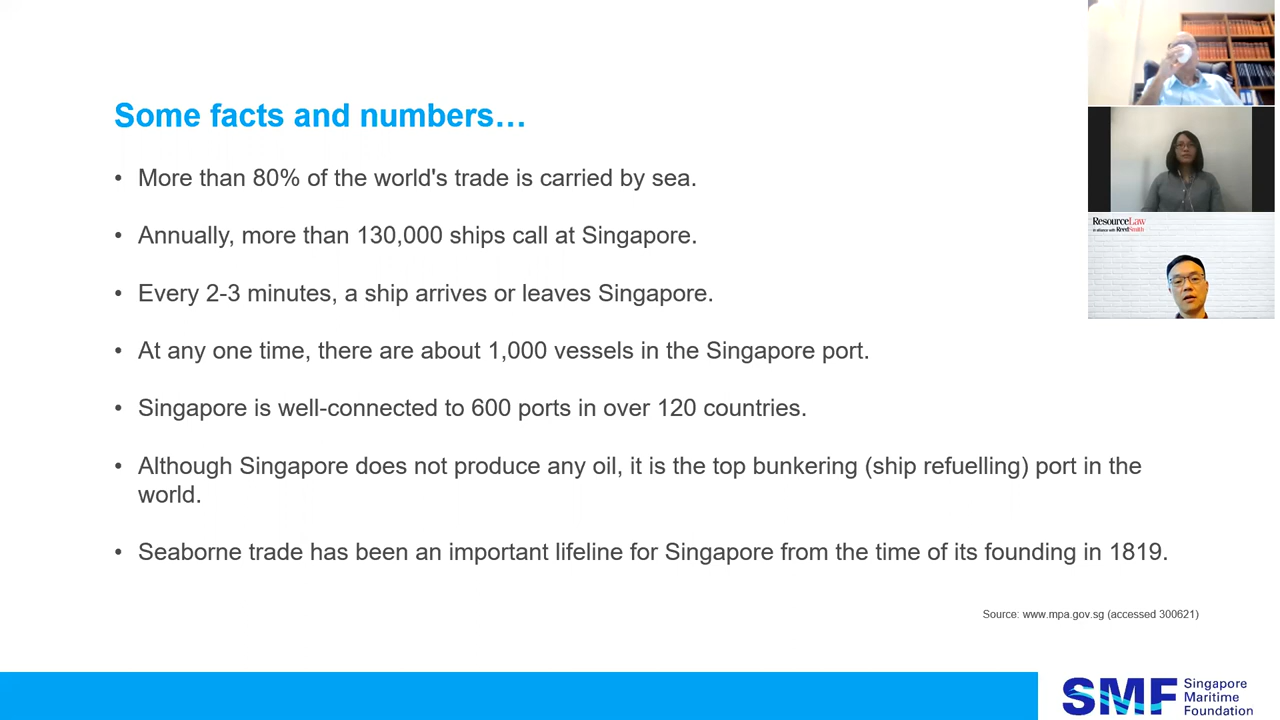 Some facts and numbers…
• More than 80% of the world's trade is carried by sea.
• Annually, more than 130,000 ships call at Singapore.
• Every 2-3 minutes, a ship arrives or leaves Singapore.
• At any one time, there are about 1,000 vessels in the Singapore port.
• Singapore is well-connected to 600 ports in over 120 countries.
• Although Singapore does not produce any oil, it is the top bunkering (ship refuelling) port in the
world.
• Seaborne trade has been an important lifeline for Singapore from the time of its founding in 1819.
Source: www.mpa.gov.sg (accessed 300621)
ResourceLaw
in alliance with ReedSmith
SMF
Singapore
Maritime
Foundation